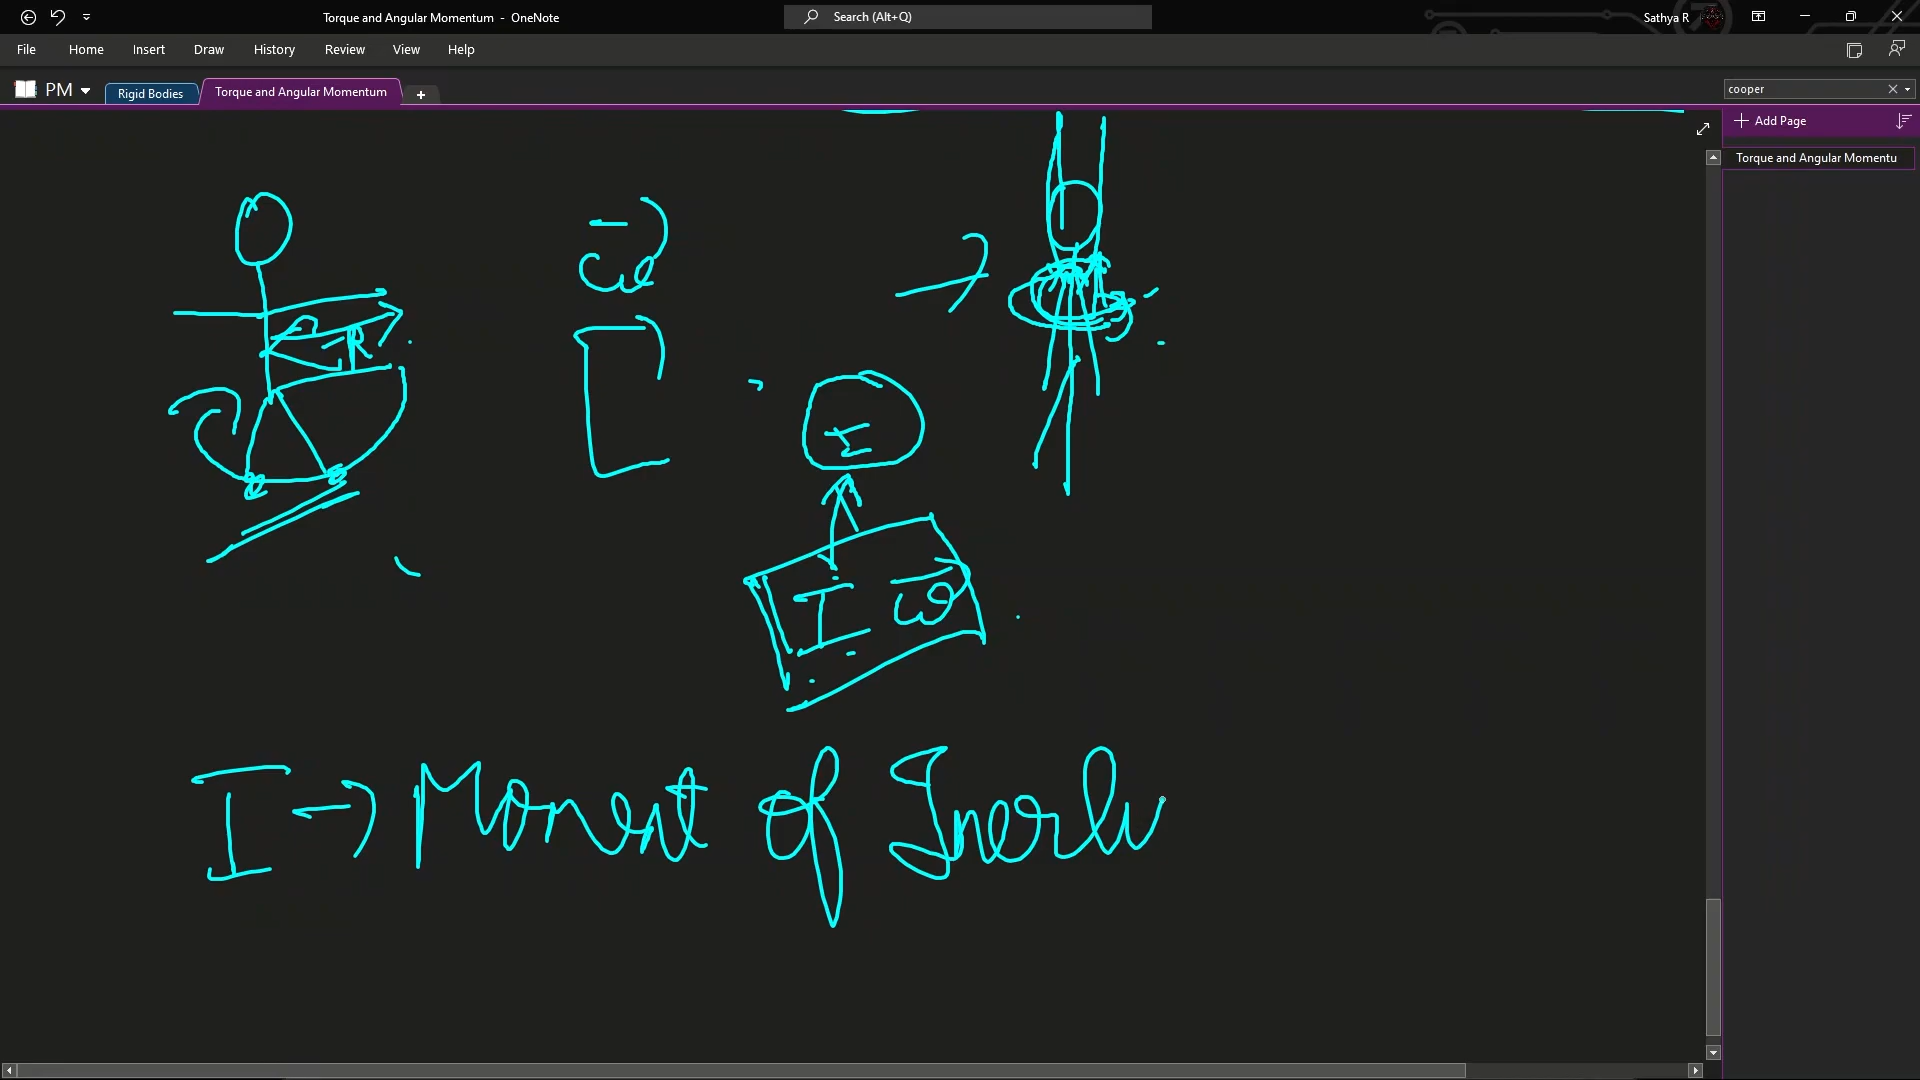 Torque and Angular Momentum - OneNote
Search (Alt+Q)
Sathya R
File Home Insert Draw History Review View Help
PM
Rigid Bodies
Torque and Angular Momentum
+
cooper
Add Page
Torque and Angular Momentu
ω
R
I
I ω
I → Moment of Inerti